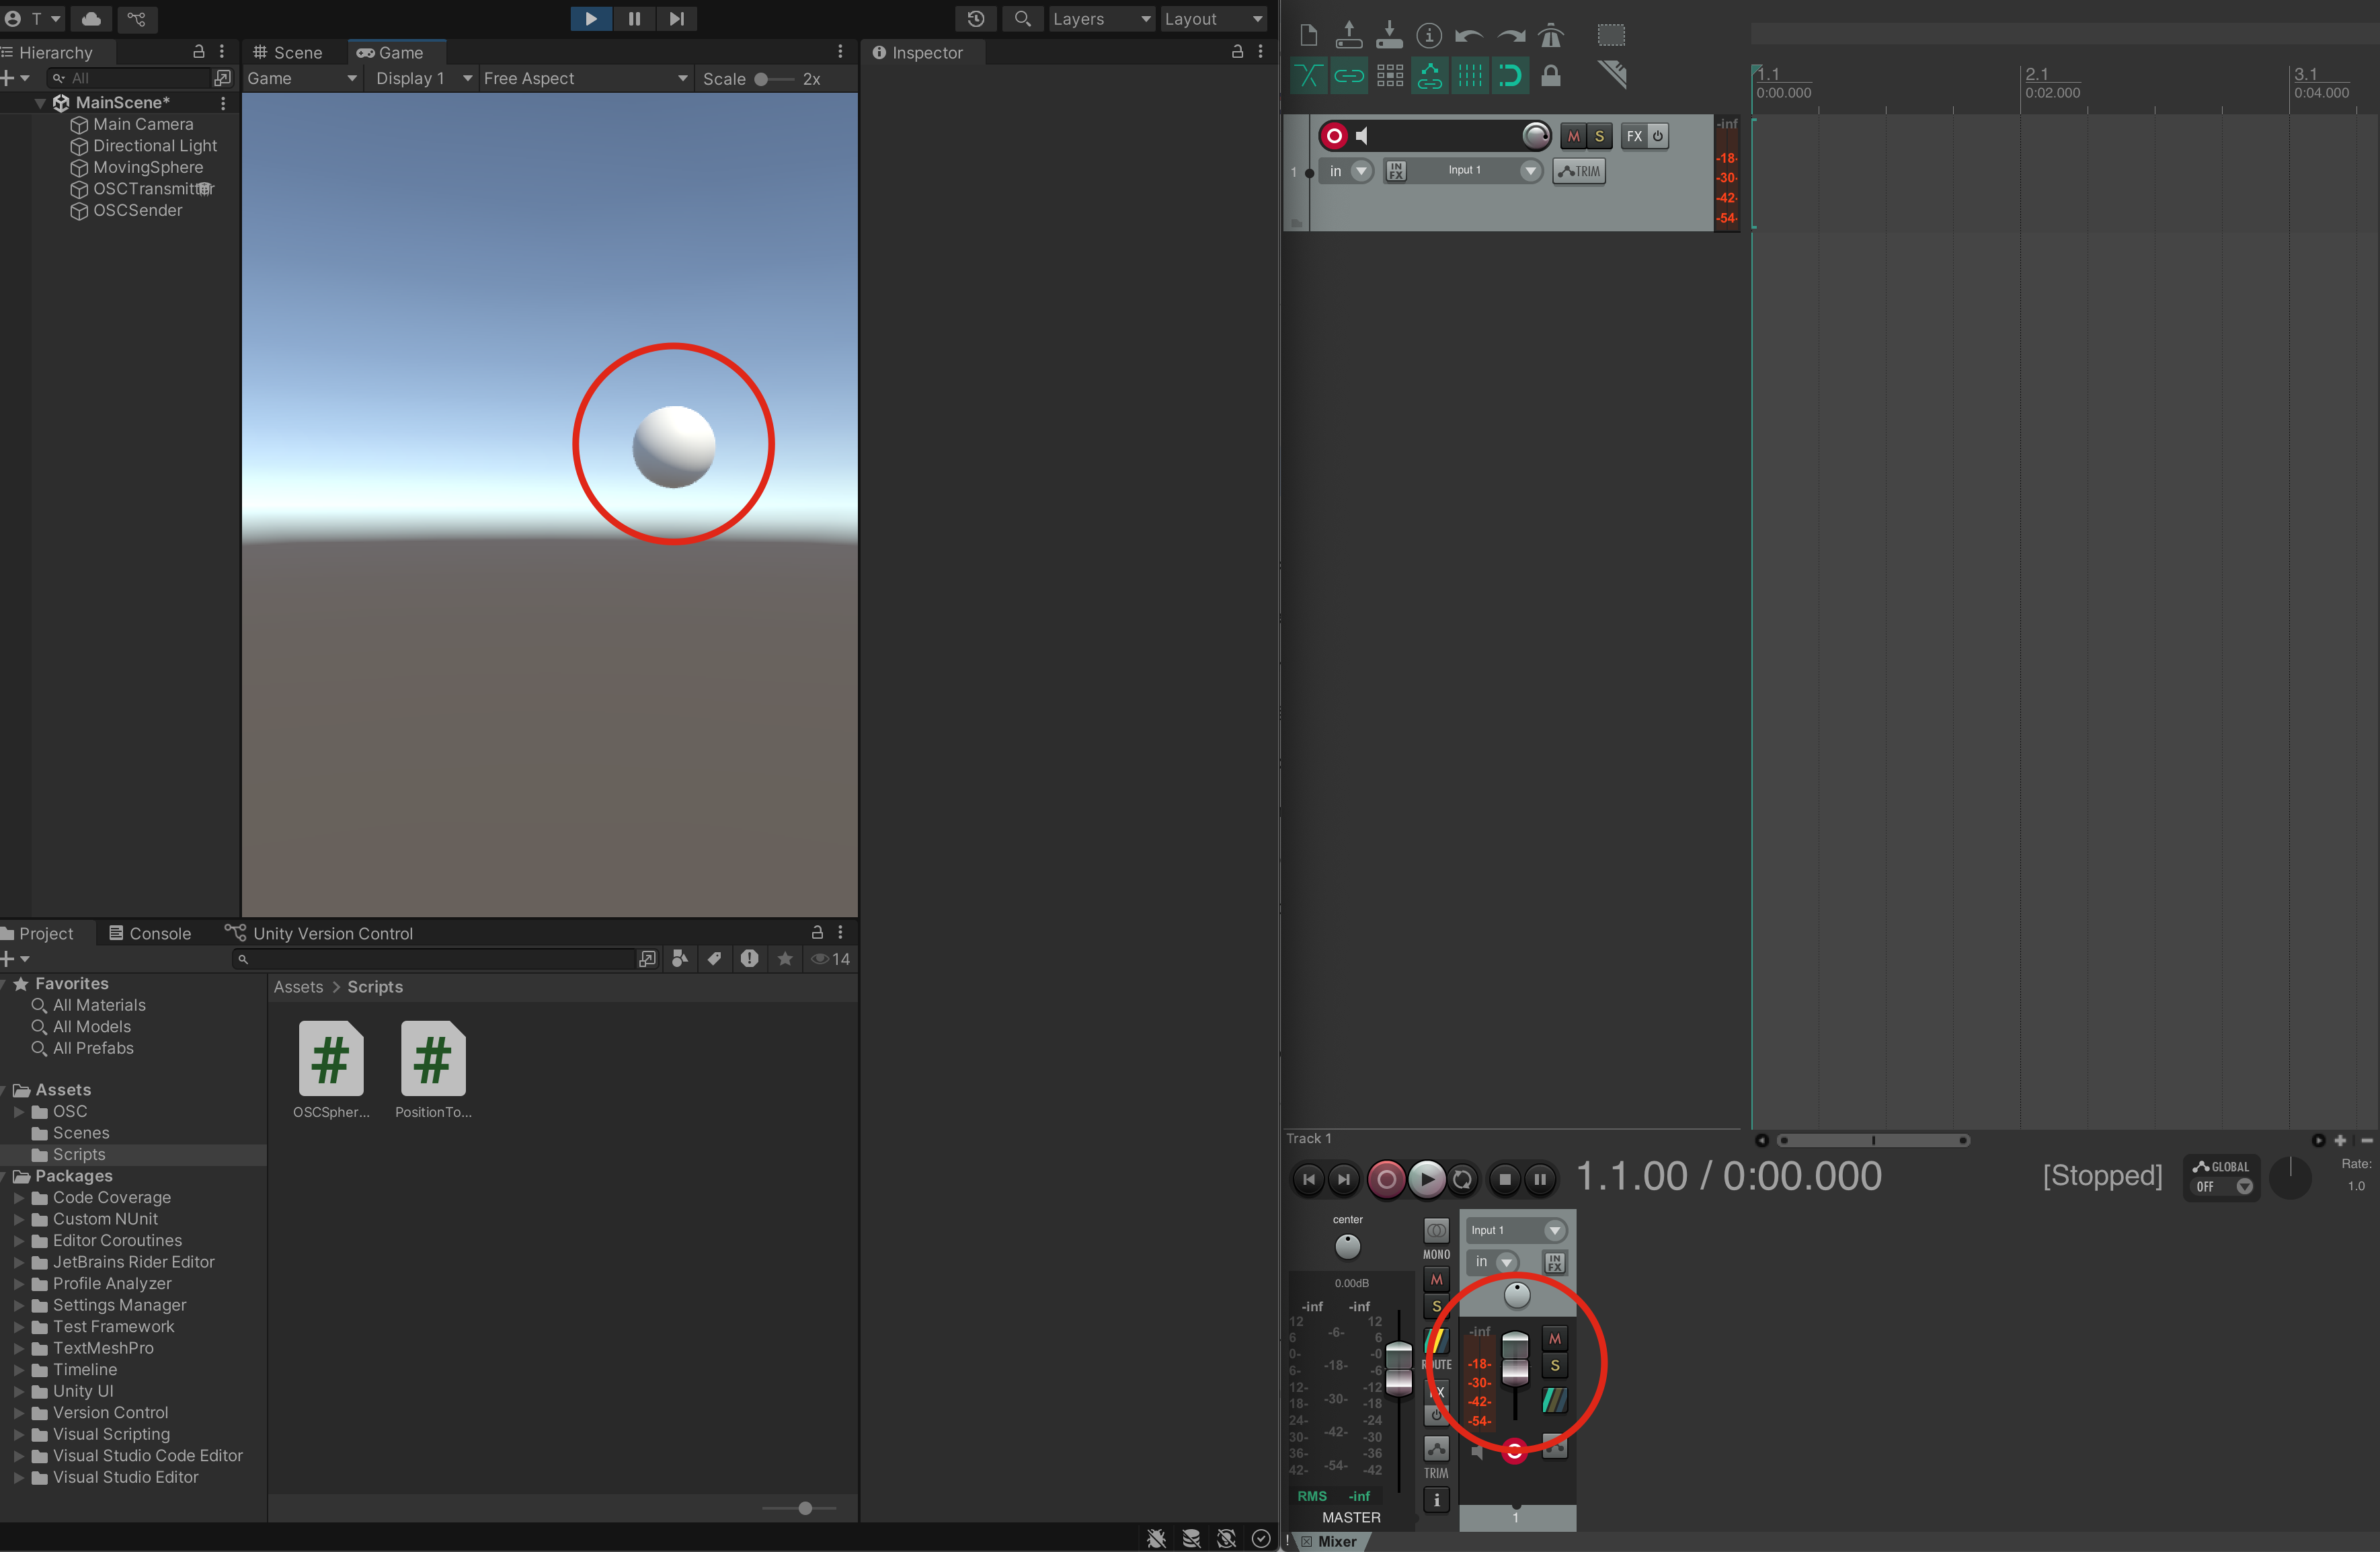 T
Layers
Layout
Hierarchy
All
Scene
Game
Inspector
Game
Display 1
Free Aspect
Scale
2x
MainScene*
Main Camera
Directional Light
MovingSphere
OSCTransmitter
OSCSender
Project
Console
Unity Version Control
14
Favorites
All Materials
All Models
All Prefabs
Assets
OSC
Scenes
Scripts
Packages
Code Coverage
Custom NUnit
Editor Coroutines
JetBrains Rider Editor
Profile Analyzer
Settings Manager
Test Framework
TextMeshPro
Timeline
Unity UI
Version Control
Visual Scripting
Visual Studio Code Editor
Visual Studio Editor
Assets > Scripts
OSCSpher...
PositionTo...
1.1
0:00.000
2.1
0:02.000
3.1
0:04.000
M S FX
1
in
IN FX
Input 1
TRIM
-inf
-18-
-30-
-42-
-54-
Track 1
1.1.00 / 0:00.000
[Stopped]
GLOBAL
OFF
Rate:
1.0
center
0.00dB
-inf -inf
12 12
6 -6- 6
0- -0
6- -18- -6
12- -12
18- -30- -18
24- -24
30- -42- -30
36- -36
42- -54- -42
RMS -inf
MASTER
MONO
M
S
ROUTE
FX
TRIM
Input 1
in
IN FX
-inf
-18-
-30-
-42-
-54-
M
S
1
! Mixer